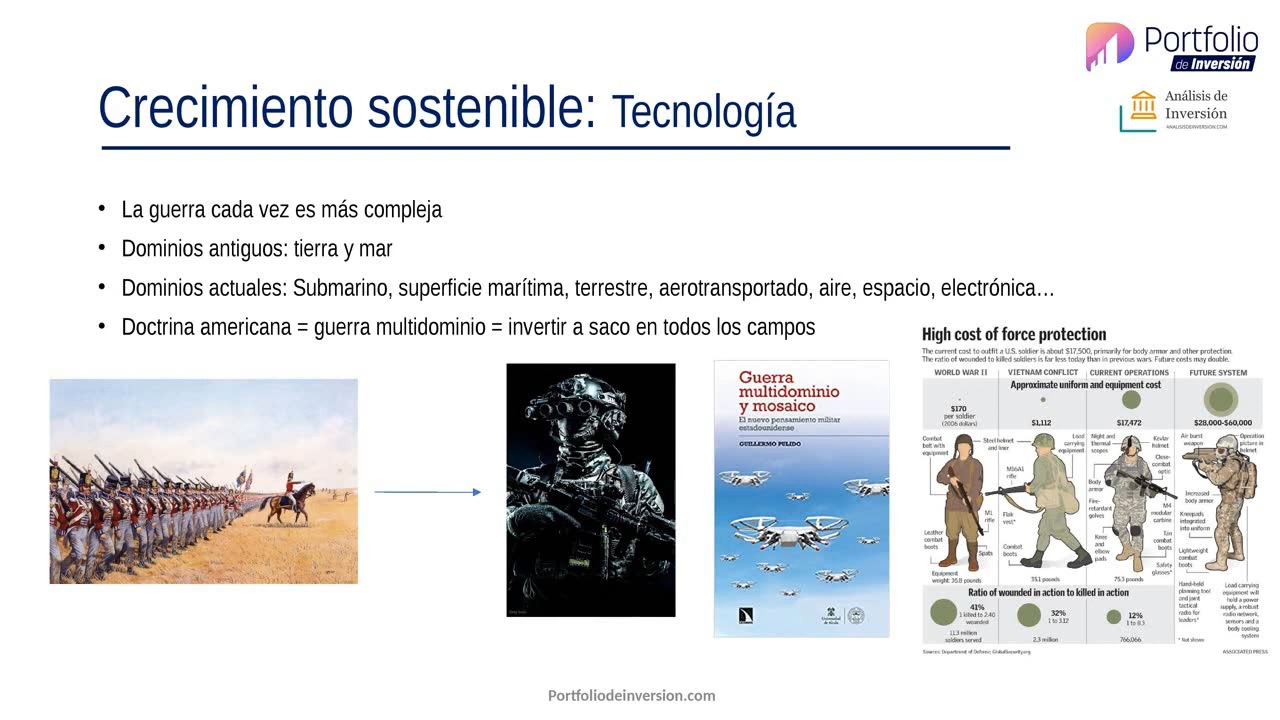 Portfolio
de Inversión
Análisis de
Inversión
ANALISISDEINVERSION.COM
Crecimiento sostenible: Tecnología
• La guerra cada vez es más compleja
• Dominios antiguos: tierra y mar
• Dominios actuales: Submarino, superficie marítima, terrestre, aerotransportado, aire, espacio, electrónica…
• Doctrina americana = guerra multidominio = invertir a saco en todos los campos
Guerra
multidominio
y mosaico
El nuevo pensamiento militar
estadounidense
GUILLERMO PULIDO
High cost of force protection
The current cost to outfit a U.S. soldier is about $17,500, primarily for body armor and other protection.
The ratio of wounded to killed soldiers is far less today than in previous wars. Future costs may double.
WORLD WAR II
VIETNAM CONFLICT
CURRENT OPERATIONS
FUTURE SYSTEM
Approximate uniform and equipment cost
$170
per soldier
(2006 dollars)
$1,112
$17,472
$28,000-$60,000
Combat
belt with
equipment
Steel helmet
and liner
M1
rifle
Leather
combat
boots
Spats
Equipment
weight: 35.8 pounds
Load
carrying
equipment
M16A1
rifle
Flak
vest*
Combat
boots
35.1 pounds
Night and
thermal
scopes
Kevlar
helmet
Close-
combat
optic
Body
armor
Fire-
retardant
golves
M4
modular
carbine
Knee
and
elbow
pads
Tan
combat
boots
Safety
glasses*
75.3 pounds
Air burst
weapon
Operation
picture in
helmet
Increased
body armor
Kneepads
integrated
into uniform
Lightweight
combat
boots
Hand-held
planning tool
and joint
tactical
radio for
leaders*
Load carrying
equipment will
hold a power
supply, a robust
radio network,
sensors and a
body cooling
system
* Not shown
Ratio of wounded in action to killed in action
41%
1 killed to 2.40
wounded
11.3 million
soldiers served
32%
1 to 3.12
2.3 million
12%
1 to 8.3
766,066
Sources: Department of Defense; GlobalSecurity.org
ASSOCIATED PRESS
Portfoliodeinversion.com